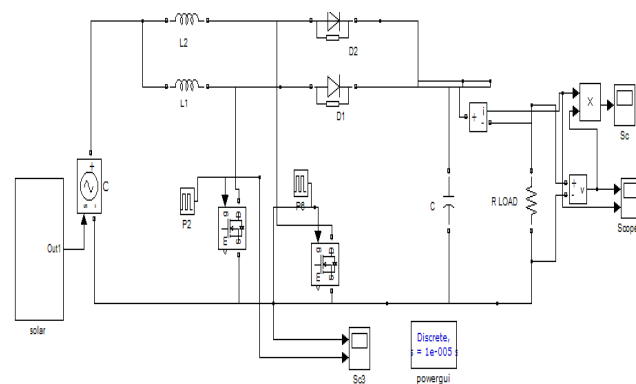 L2
D2
L1
D1
+
i
+
-
X
Sc
+
C
s
-
P2
P6
g
m
g
m
C
R LOAD
+
-
v
Scope
Out1
solar
Sc3
Discrete,
s = 1e-005 s
powergui